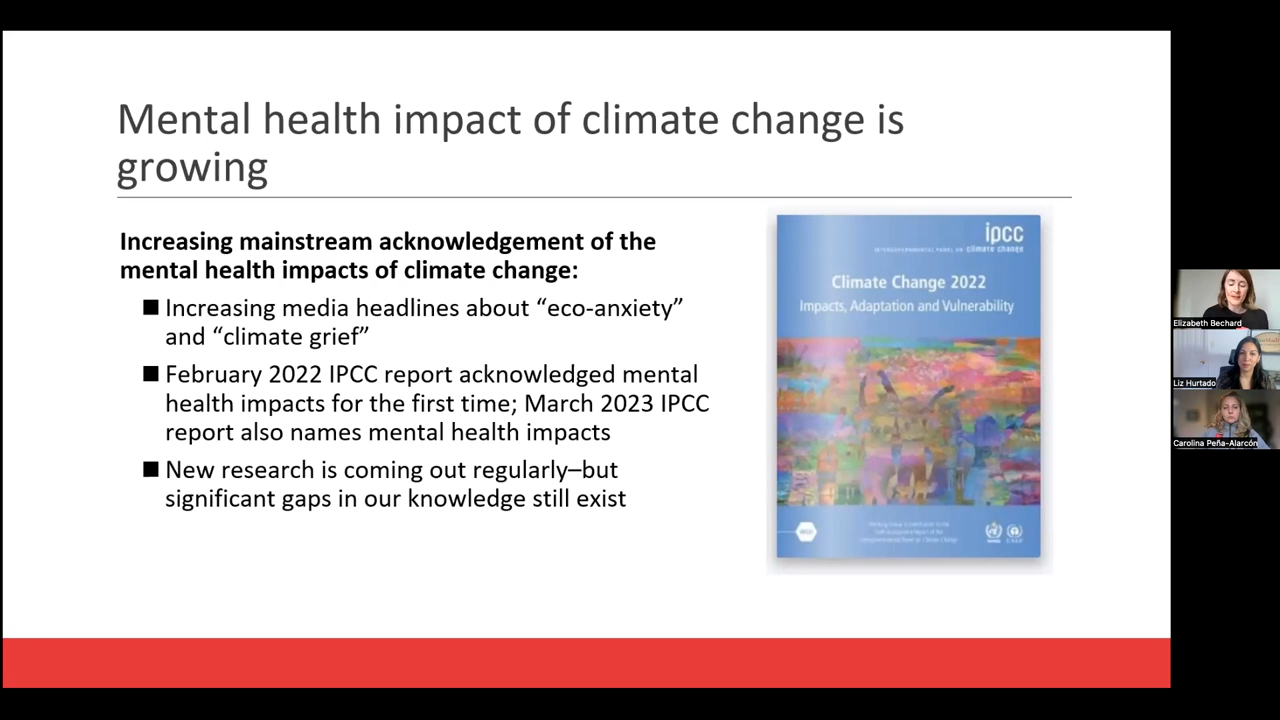 Mental health impact of climate change is
growing
Increasing mainstream acknowledgement of the
mental health impacts of climate change:
■ Increasing media headlines about “eco-anxiety”
and “climate grief”
■ February 2022 IPCC report acknowledged mental
health impacts for the first time; March 2023 IPCC
report also names mental health impacts
■ New research is coming out regularly–but
significant gaps in our knowledge still exist
ipcc
INTERGOVERNMENTAL PANEL ON climate change
Climate Change 2022
Impacts, Adaptation and Vulnerability
Elizabeth Bechard
Liz Hurtado
Carolina Peña-Alarcón